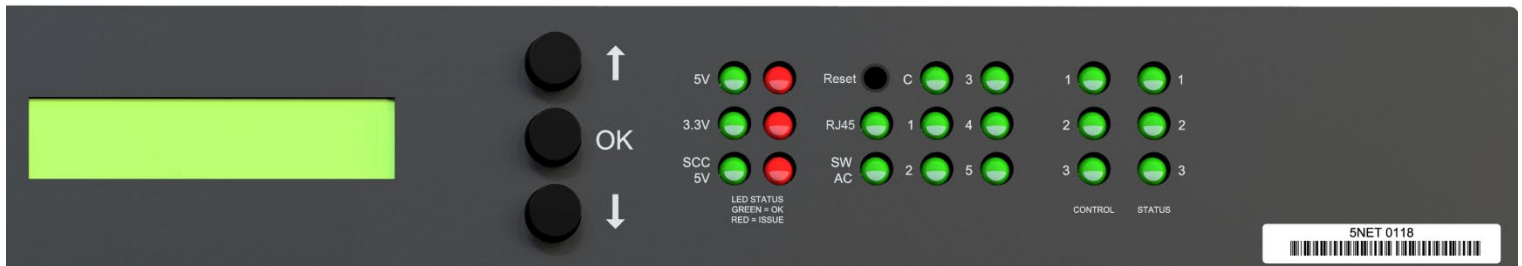 ↑
OK
↓
5V
3.3V
SCC
5V
LED STATUS
GREEN = OK
RED = ISSUE
Reset C 3
RJ45 1 4
SW
AC 2 5
1 1
2 2
3 3
CONTROL STATUS
5NET 0118